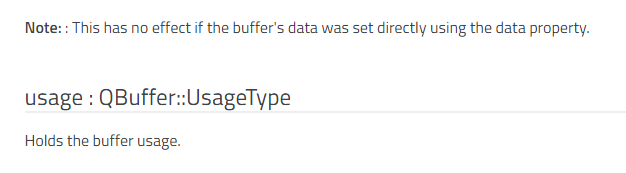 Note: : This has no effect if the buffer's data was set directly using the data property.
usage : QBuffer::UsageType
Holds the buffer usage.